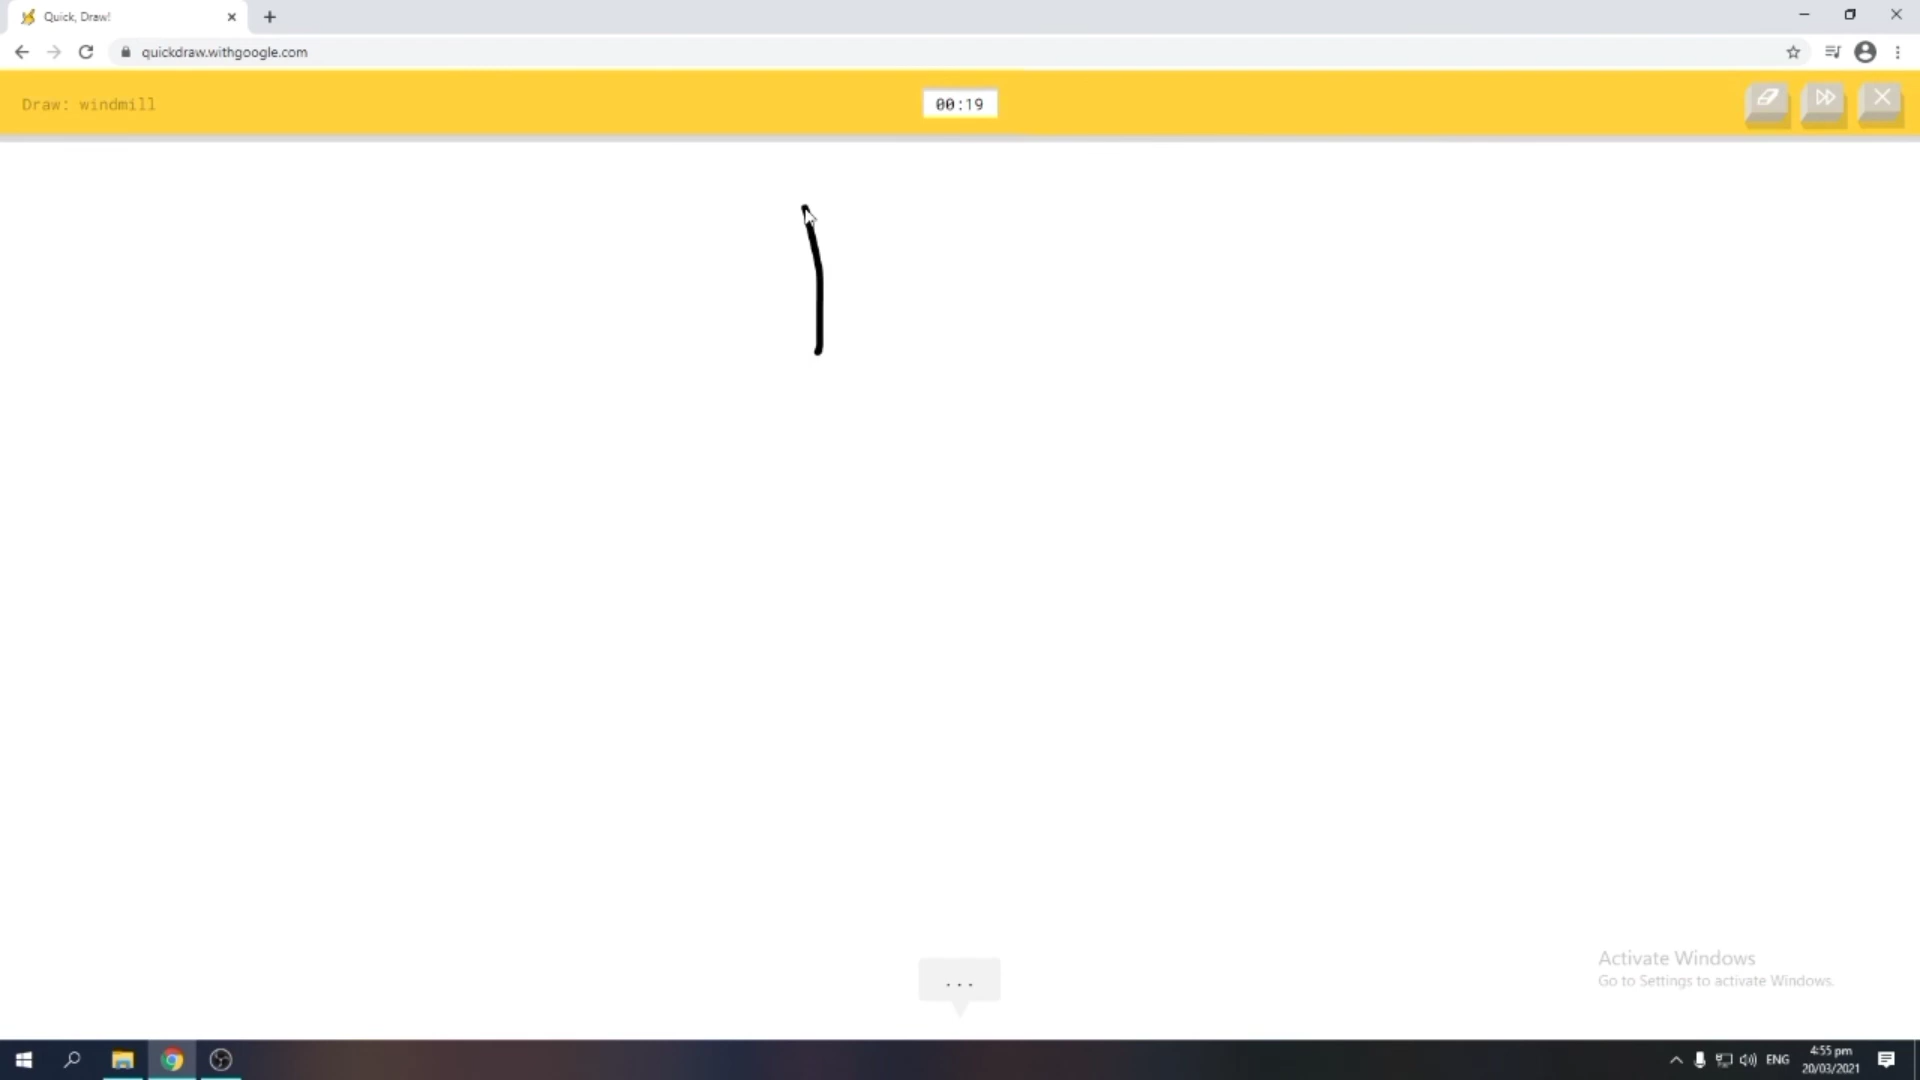 Quick, Draw!
quickdraw.withgoogle.com
Draw: windmill
00:19
...
Activate Windows
Go to Settings to activate Windows.
ENG
4:55 pm
20/03/2021